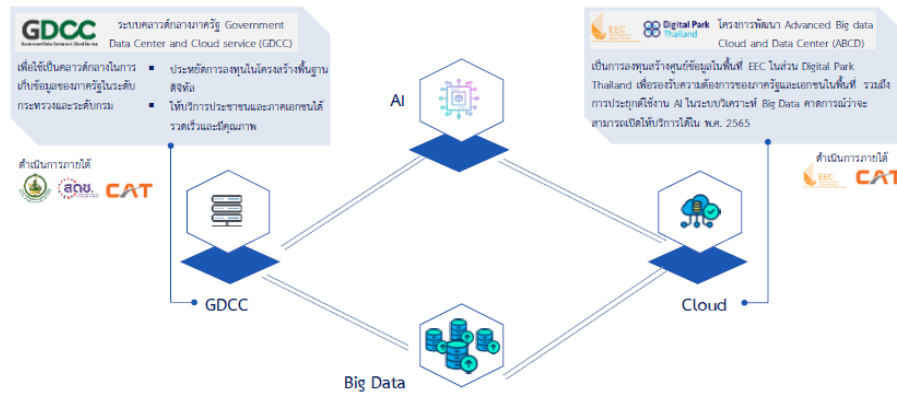 GDCC
Government Data Center and Cloud Service
ระบบคลาวด์กลางภาครัฐ Government
Data Center and Cloud service (GDCC)
เพื่อใช้เป็นคลาวด์กลางในการ
เก็บข้อมูลของภาครัฐในระดับ
กระทรวงและระดับกรม
▪ ประหยัดการลงทุนในโครงสร้างพื้นฐาน
ดิจิทัล
▪ ให้บริการประชาชนและภาคเอกชนได้
รวดเร็วและมีคุณภาพ
ดำเนินการภายใต้
สดช.
CAT
EEC
Digital Park
Thailand
โครงการพัฒนา Advanced Big data
Cloud and Data Center (ABCD)
เป็นการลงทุนสร้างศูนย์ข้อมูลในพื้นที่ EEC ในส่วน Digital Park
Thailand เพื่อรองรับความต้องการของภาครัฐและเอกชนในพื้นที่ รวมถึง
การประยุกต์ใช้งาน AI ในระบบวิเคราะห์ Big Data คาดการณ์ว่าจะ
สามารถเปิดให้บริการได้ใน พ.ศ. 2565
ดำเนินการภายใต้
EEC
CAT
AI
GDCC
Cloud
Big Data